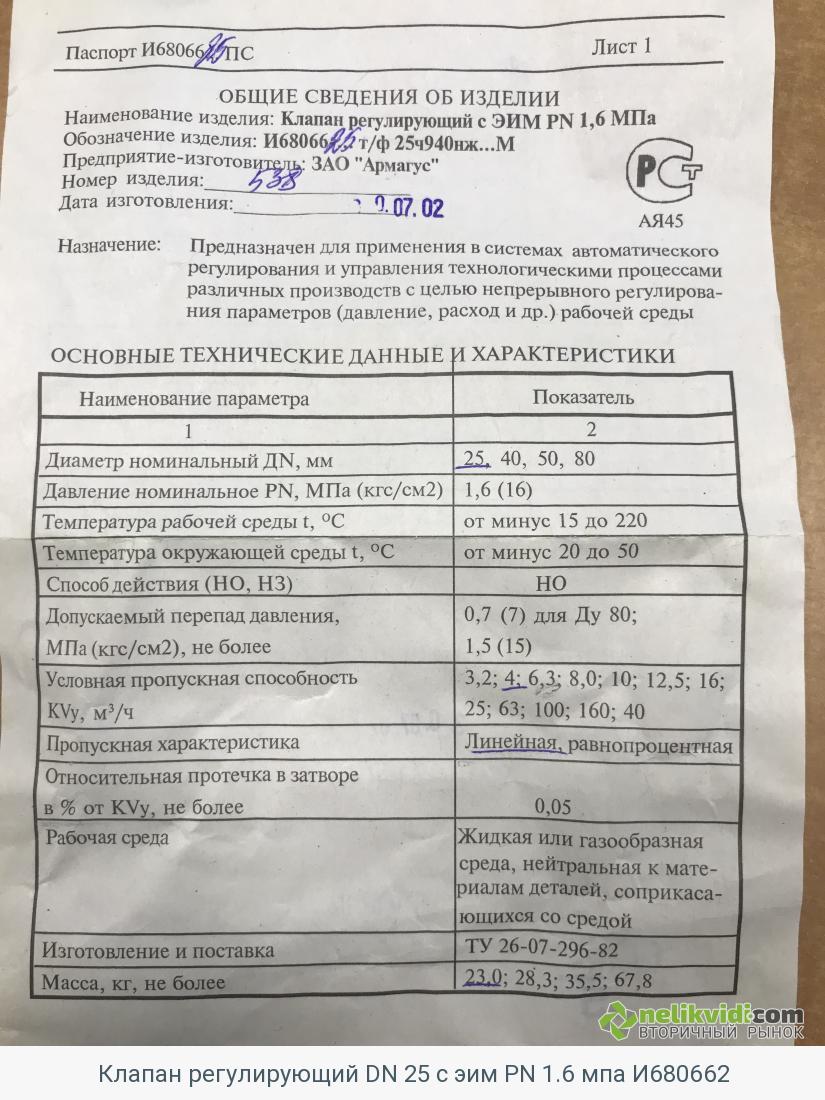 Паспорт И6806625ПС Лист 1
ОБЩИЕ СВЕДЕНИЯ ОБ ИЗДЕЛИИ
Наименование изделия: Клапан регулирующий с ЭИМ PN 1,6 МПа
Обозначение изделия: И68066 т/ф 25ч940нж...М
Предприятие-изготовитель: ЗАО "Армагус"
Номер изделия: 538
Дата изготовления: 07.02
РСТ
АЯ45
Назначение: Предназначен для применения в системах автоматического
регулирования и управления технологическими процессами
различных производств с целью непрерывного регулирова-
ния параметров (давление, расход и др.) рабочей среды
ОСНОВНЫЕ ТЕХНИЧЕСКИЕ ДАННЫЕ И ХАРАКТЕРИСТИКИ
Наименование параметра Показатель
1 2
Диаметр номинальный DN, мм 25, 40, 50, 80
Давление номинальное PN, МПа (кгс/см2) 1,6 (16)
Температура рабочей среды t, °С от минус 15 до 220
Температура окружающей среды t, °С от минус 20 до 50
Способ действия (НО, НЗ) НО
Допускаемый перепад давления, 0,7 (7) для Ду 80;
МПа (кгс/см2), не более 1,5 (15)
Условная пропускная способность 3,2; 4; 6,3; 8,0; 10; 12,5; 16;
KVy, м³/ч 25; 63; 100; 160; 40
Пропускная характеристика Линейная, равнопроцентная
Относительная протечка в затворе
в % от KVy, не более 0,05
Рабочая среда Жидкая или газообразная
среда, нейтральная к мате-
риалам деталей, соприкаса-
ющихся со средой
Изготовление и поставка ТУ 26-07-296-82
Масса, кг, не более 23,0; 28,3; 35,5; 67,8
nelikvidi.com
ВТОРИЧНЫЙ РЫНОК
Клапан регулирующий DN 25 с эим PN 1.6 мпа И680662